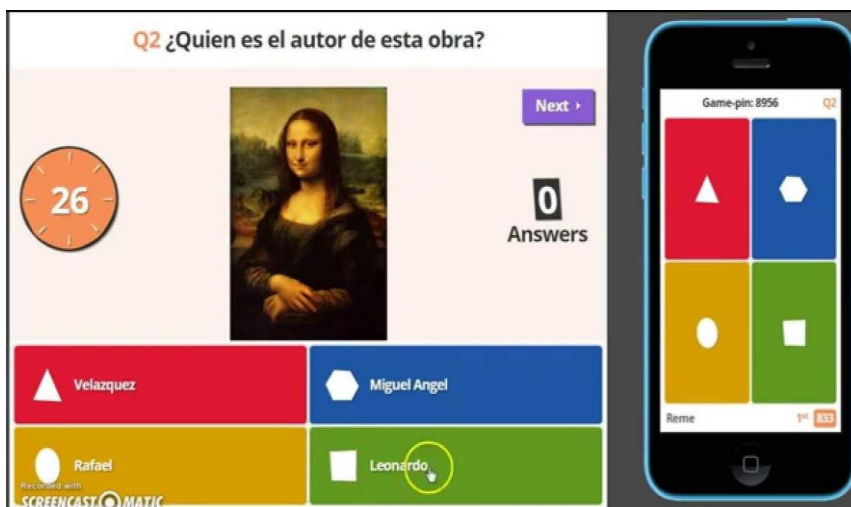 Q2 ¿Quien es el autor de esta obra?
Next
26
0
Answers
Velazquez
Miguel Angel
Rafael
Leonardo
Recorded with
SCREENCAST-O-MATIC
Game-pin: 8956 Q2
Reme 1st 833